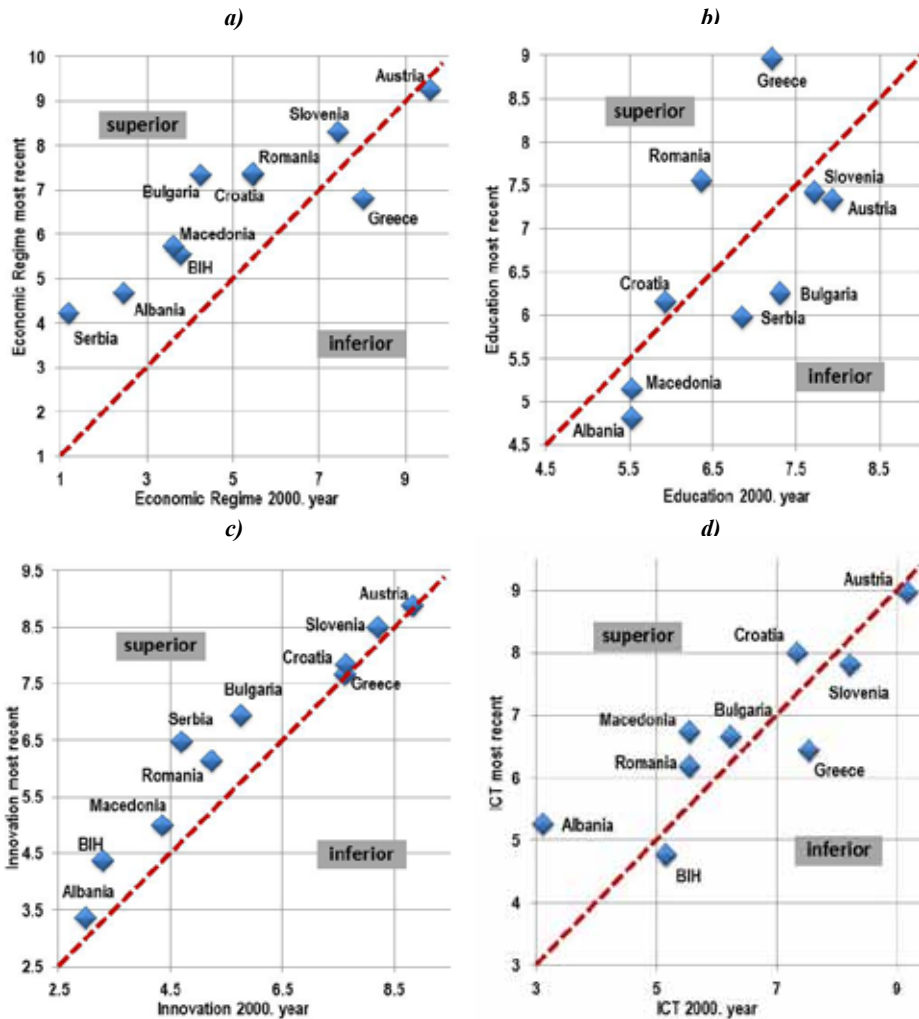 a)
10
9
8
7
6
5
4
3
2
1
1 3 5 7 9
Economic Regime most recent
Economic Regime 2000. year
superior
inferior
Austria
Slovenia
Romania
Bulgaria
Croatia
Greece
Macedonia
BIH
Albania
Serbia
b)
9
8.5
8
7.5
7
6.5
6
5.5
5
4.5
4.5 5.5 6.5 7.5 8.5
Education most recent
Education 2000. year
superior
inferior
Greece
Romania
Slovenia
Austria
Croatia
Bulgaria
Serbia
Macedonia
Albania
c)
9.5
8.5
7.5
6.5
5.5
4.5
3.5
2.5
2.5 4.5 6.5 8.5
Innovation most recent
Innovation 2000. year
superior
inferior
Austria
Slovenia
Croatia
Greece
Bulgaria
Serbia
Romania
Macedonia
BIH
Albania
d)
9
8
7
6
5
4
3
3 5 7 9
ICT most recent
ICT 2000. year
superior
inferior
Austria
Croatia
Slovenia
Macedonia
Bulgaria
Romania
Greece
Albania
BIH